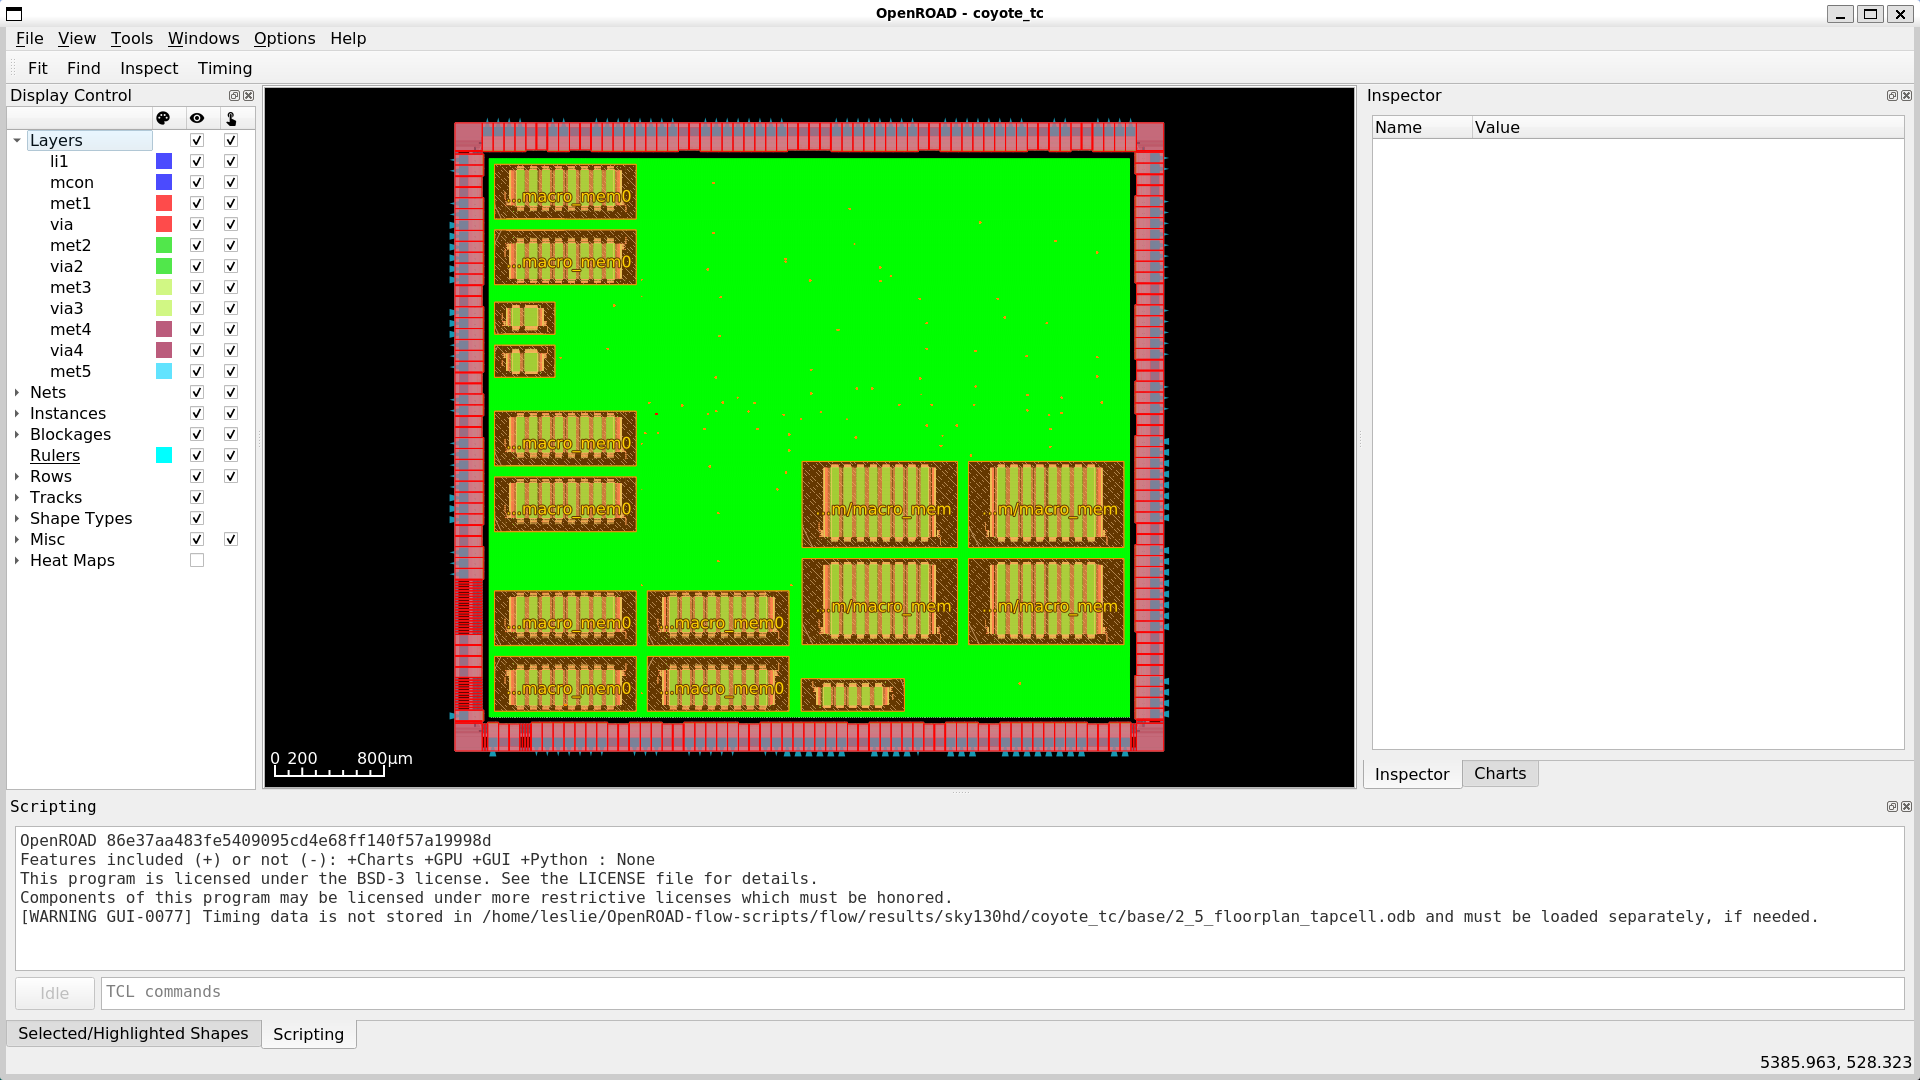 OpenROAD - coyote_tc
File View Tools Windows Options Help
Fit Find Inspect Timing
Display Control
Layers
li1
mcon
met1
via
met2
via2
met3
via3
met4
via4
met5
Nets
Instances
Blockages
Rulers
Rows
Tracks
Shape Types
Misc
Heat Maps
...macro_mem0
...macro_mem0
...macro_mem0
...macro_mem0
...m/macro_mem
...m/macro_mem
...m/macro_mem
...m/macro_mem
...macro_mem0
...macro_mem0
...macro_mem0
...macro_mem0
0 200 800μm
Inspector
Name Value
Inspector Charts
Scripting
OpenROAD 86e37aa483fe5409095cd4e68ff140f57a19998d
Features included (+) or not (-): +Charts +GPU +GUI +Python : None
This program is licensed under the BSD-3 license. See the LICENSE file for details.
Components of this program may be licensed under more restrictive licenses which must be honored.
[WARNING GUI-0077] Timing data is not stored in /home/leslie/OpenROAD-flow-scripts/flow/results/sky130hd/coyote_tc/base/2_5_floorplan_tapcell.odb and must be loaded separately, if needed.
Idle
TCL commands
Selected/Highlighted Shapes Scripting
5385.963, 528.323